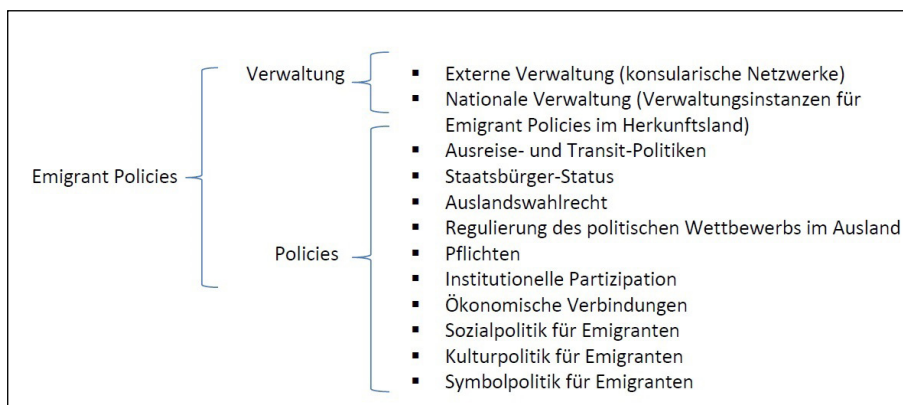 Verwaltung
▪ Externe Verwaltung (konsularische Netzwerke)
▪ Nationale Verwaltung (Verwaltungsinstanzen für
Emigrant Policies im Herkunftsland)
Emigrant Policies
Policies
▪ Ausreise- und Transit-Politiken
▪ Staatsbürger-Status
▪ Auslandswahlrecht
▪ Regulierung des politischen Wettbewerbs im Ausland
▪ Pflichten
▪ Institutionelle Partizipation
▪ Ökonomische Verbindungen
▪ Sozialpolitik für Emigranten
▪ Kulturpolitik für Emigranten
▪ Symbolpolitik für Emigranten